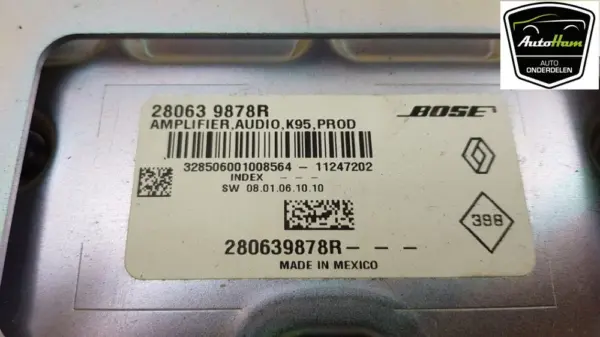 28063 9878R
BOSE
AMPLIFIER,AUDIO,K95,PROD
328506001008564 - 11247202
INDEX - - -
SW 08.01.06.10.10
398
280639878R- - -
MADE IN MEXICO
AutoHam
AUTO
ONDERDELEN